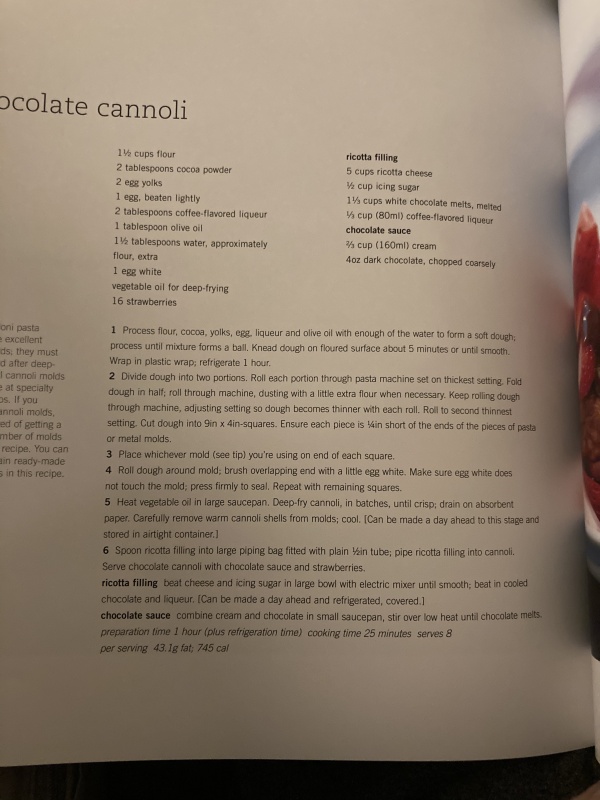 ocolate cannoli
1½ cups flour
2 tablespoons cocoa powder
2 egg yolks
1 egg, beaten lightly
2 tablespoons coffee-flavored liqueur
1 tablespoon olive oil
1½ tablespoons water, approximately
flour, extra
1 egg white
vegetable oil for deep-frying
16 strawberries
ricotta filling
5 cups ricotta cheese
½ cup icing sugar
1⅓ cups white chocolate melts, melted
⅓ cup (80ml) coffee-flavored liqueur
chocolate sauce
⅔ cup (160ml) cream
4oz dark chocolate, chopped coarsely
oni pasta
e excellent
ds; they must
d after deep-
l cannoli molds
e at specialty
os. If you
annoli molds,
ed of getting a
mber of molds
recipe. You can
ain ready-made
s in this recipe.
1 Process flour, cocoa, yolks, egg, liqueur and olive oil with enough of the water to form a soft dough;
process until mixture forms a ball. Knead dough on floured surface about 5 minutes or until smooth.
Wrap in plastic wrap; refrigerate 1 hour.
2 Divide dough into two portions. Roll each portion through pasta machine set on thickest setting. Fold
dough in half; roll through machine, dusting with a little extra flour when necessary. Keep rolling dough
through machine, adjusting setting so dough becomes thinner with each roll. Roll to second thinnest
setting. Cut dough into 9in x 4in-squares. Ensure each piece is ¼in short of the ends of the pieces of pasta
or metal molds.
3 Place whichever mold (see tip) you're using on end of each square.
4 Roll dough around mold; brush overlapping end with a little egg white. Make sure egg white does
not touch the mold; press firmly to seal. Repeat with remaining squares.
5 Heat vegetable oil in large saucepan. Deep-fry cannoli, in batches, until crisp; drain on absorbent
paper. Carefully remove warm cannoli shells from molds; cool. [Can be made a day ahead to this stage and
stored in airtight container.]
6 Spoon ricotta filling into large piping bag fitted with plain ½in tube; pipe ricotta filling into cannoli.
Serve chocolate cannoli with chocolate sauce and strawberries.
ricotta filling beat cheese and icing sugar in large bowl with electric mixer until smooth; beat in cooled
chocolate and liqueur. [Can be made a day ahead and refrigerated, covered.]
chocolate sauce combine cream and chocolate in small saucepan, stir over low heat until chocolate melts.
preparation time 1 hour (plus refrigeration time) cooking time 25 minutes serves 8
per serving 43.1g fat; 745 cal